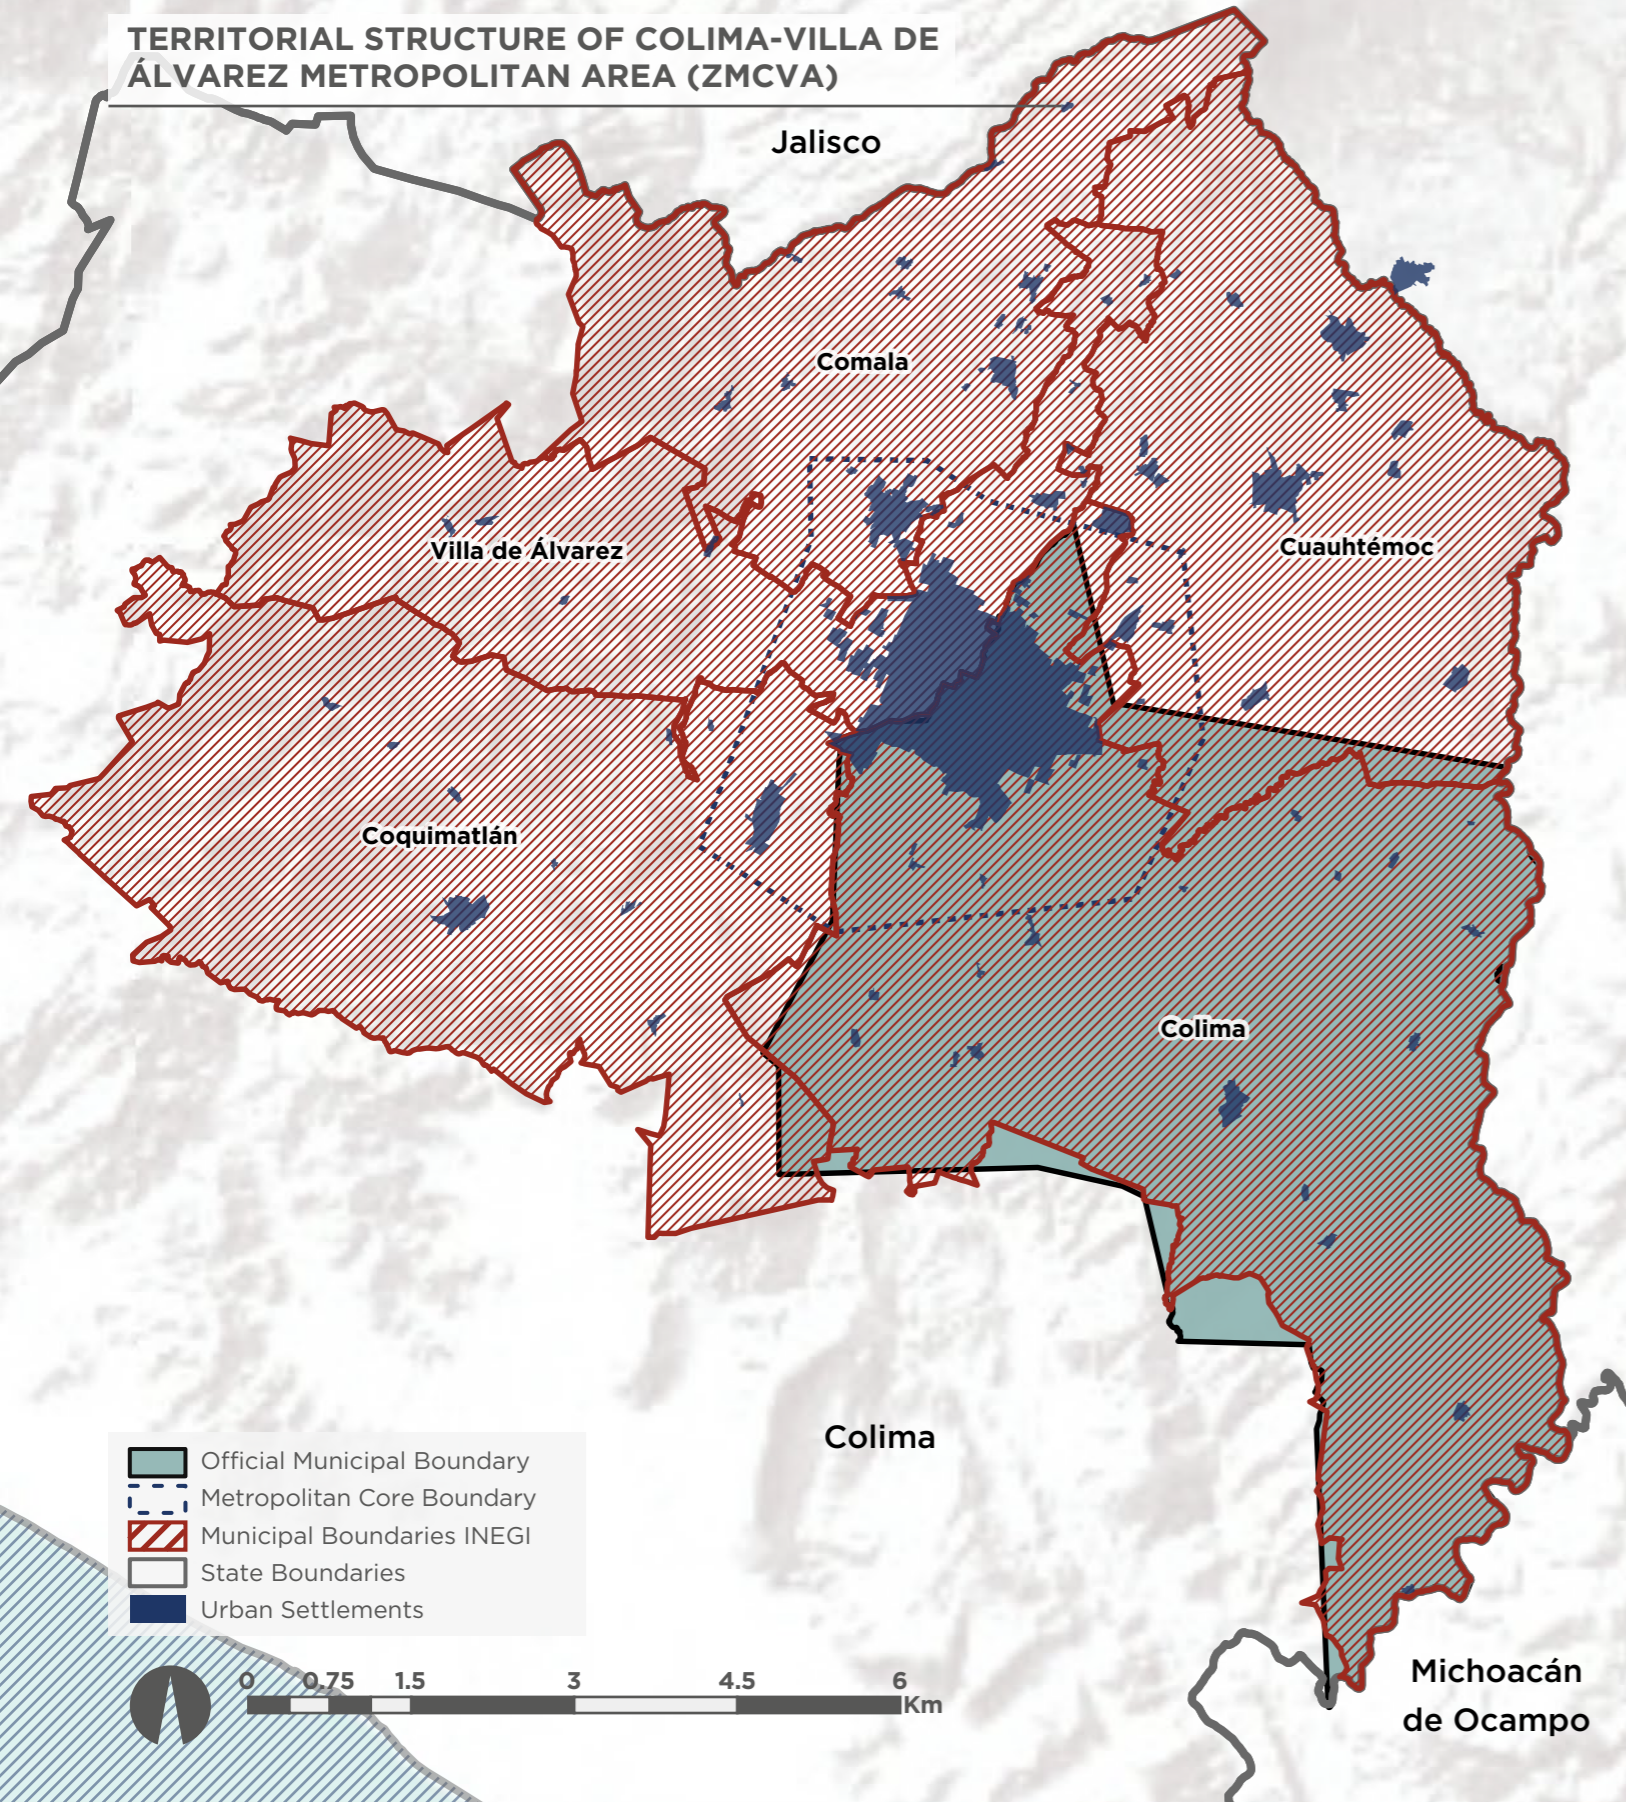 TERRITORIAL STRUCTURE OF COLIMA-VILLA DE
ÁLVAREZ METROPOLITAN AREA (ZMCVA)
Jalisco
Comala
Villa de Álvarez
Cuauhtémoc
Coquimatlán
Colima
Colima
Official Municipal Boundary
Metropolitan Core Boundary
Municipal Boundaries INEGI
State Boundaries
Urban Settlements
0 0.75 1.5 3 4.5 6
Km
Michoacán
de Ocampo